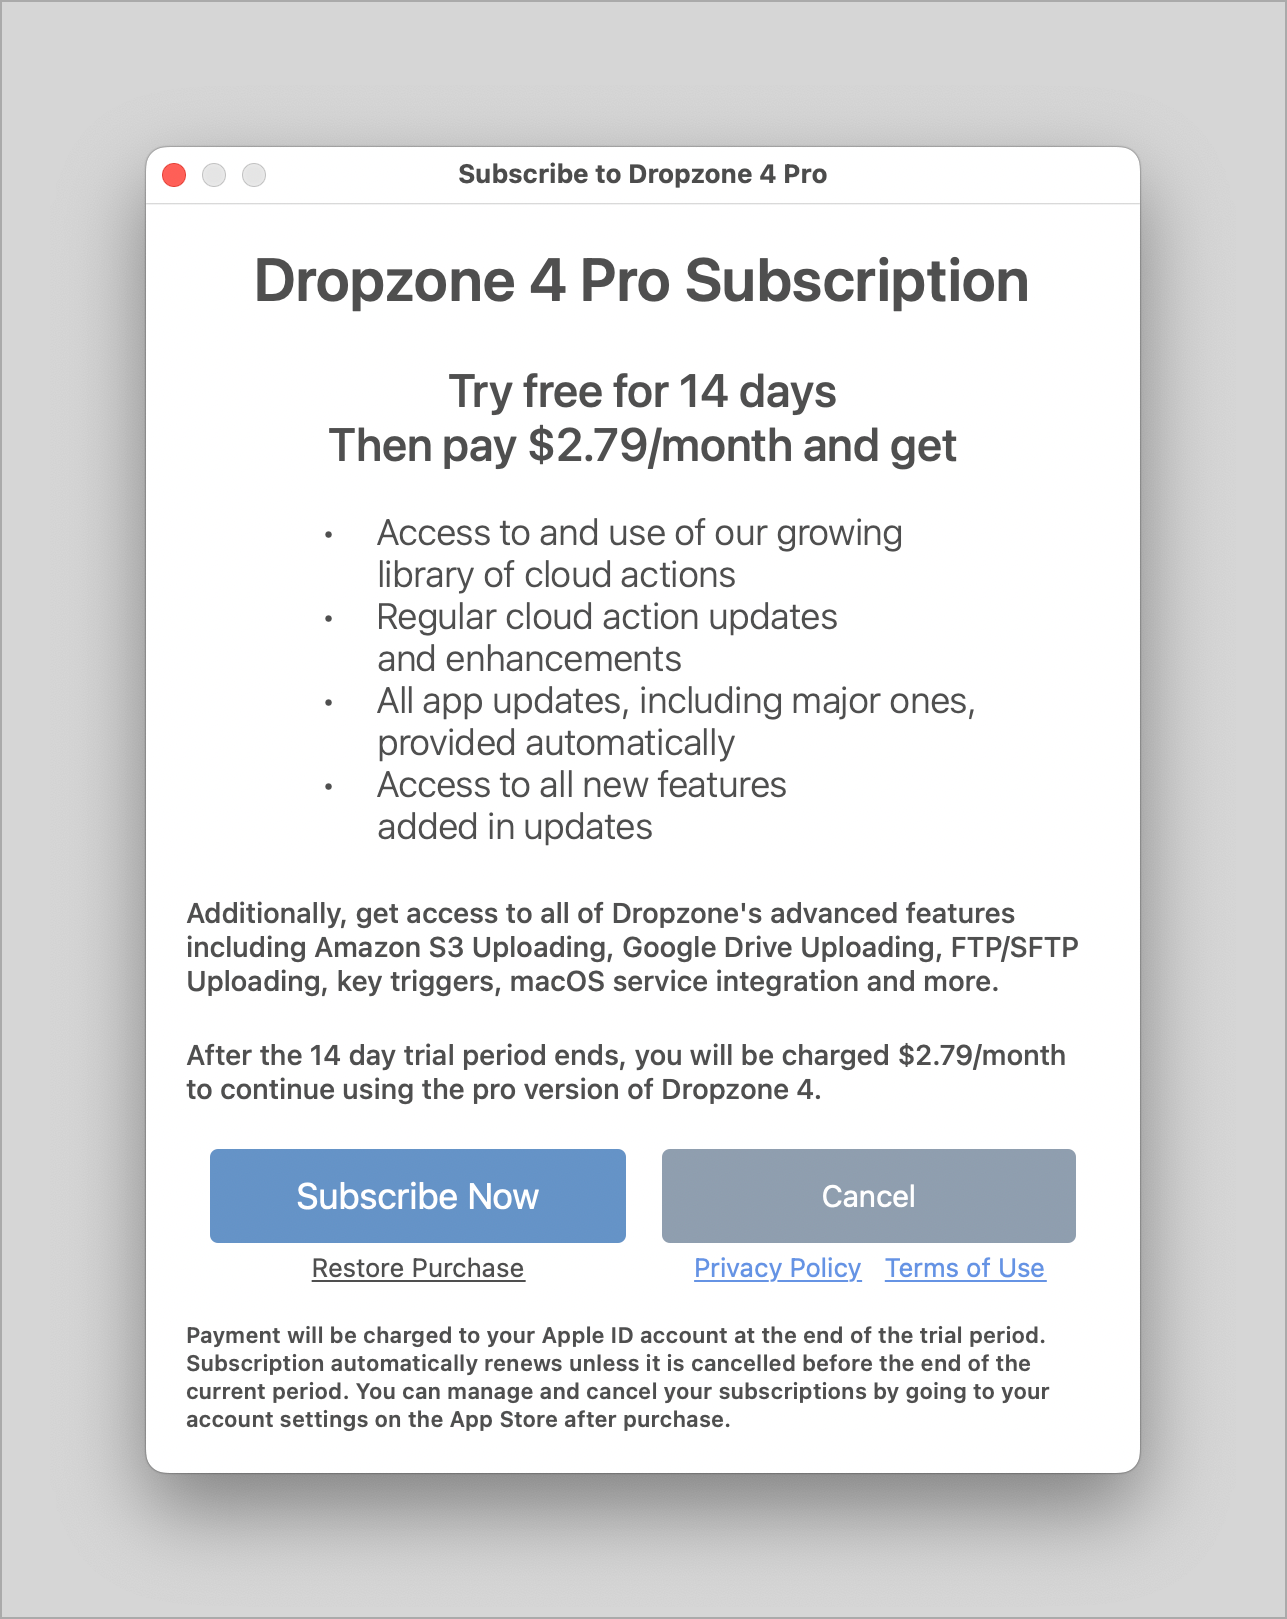 Subscribe to Dropzone 4 Pro
Dropzone 4 Pro Subscription
Try free for 14 days
Then pay $2.79/month and get
• Access to and use of our growing
library of cloud actions
• Regular cloud action updates
and enhancements
• All app updates, including major ones,
provided automatically
• Access to all new features
added in updates
Additionally, get access to all of Dropzone's advanced features
including Amazon S3 Uploading, Google Drive Uploading, FTP/SFTP
Uploading, key triggers, macOS service integration and more.
After the 14 day trial period ends, you will be charged $2.79/month
to continue using the pro version of Dropzone 4.
Subscribe Now
Cancel
Restore Purchase
Privacy Policy
Terms of Use
Payment will be charged to your Apple ID account at the end of the trial period.
Subscription automatically renews unless it is cancelled before the end of the
current period. You can manage and cancel your subscriptions by going to your
account settings on the App Store after purchase.